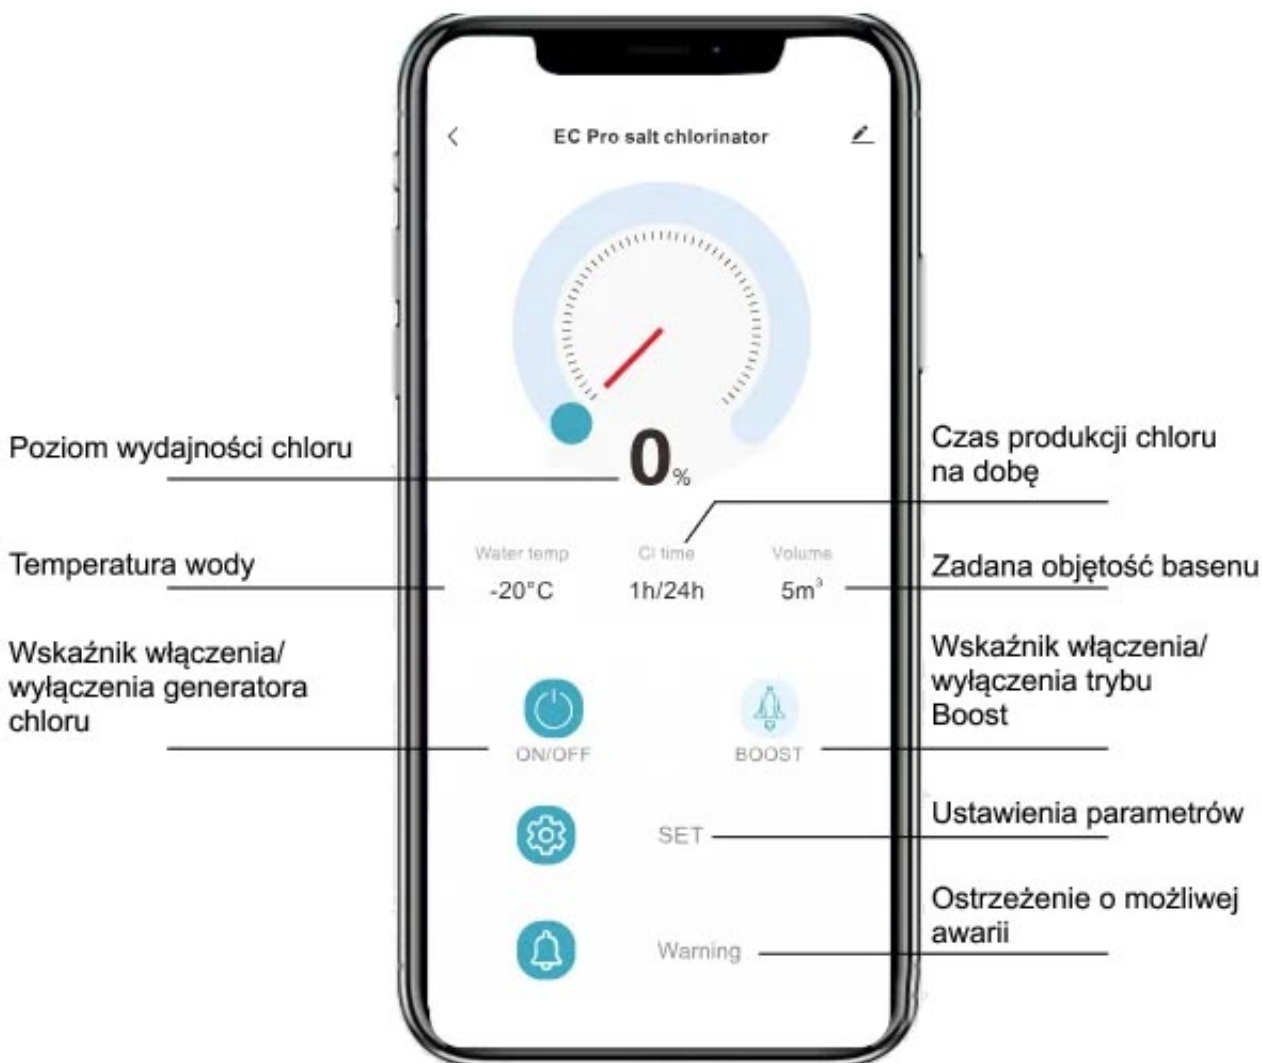 EC Pro salt chlorinator
Poziom wydajności chloru
0%
Czas produkcji chloru
na dobę
Temperatura wody
Water temp
-20°C
Cl time
1h/24h
Volume
5m³
Zadana objętość basenu
Wskaźnik włączenia/
wyłączenia generatora
chloru
ON/OFF
BOOST
Wskaźnik włączenia/
wyłączenia trybu
Boost
SET
Ustawienia parametrów
Warning
Ostrzeżenie o możliwej
awarii